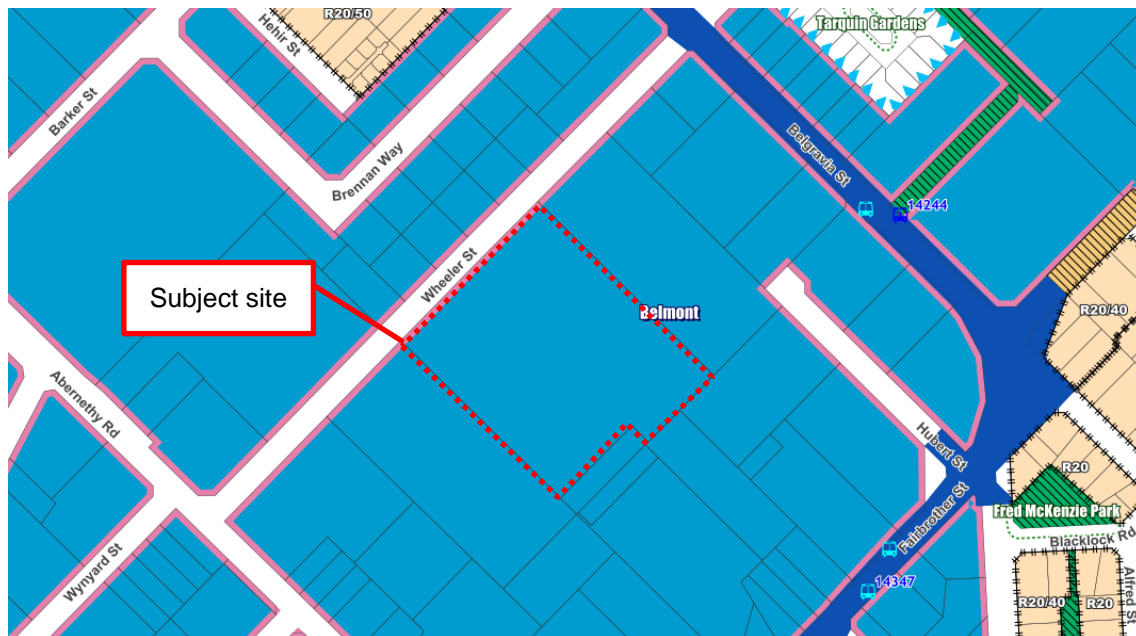 R20/50
Hehir St
Tarquin Gardens
Barker St
Brennan Way
Belgravia St
14244
Wheeler St
Subject site
Belmont
R20/40
Abernethy Rd
Hubert St
R20
Fred McKenzie Park
Fairbrother St
Blacklock Rd
Wynyard St
14347
Alfred St
R20/40
R20